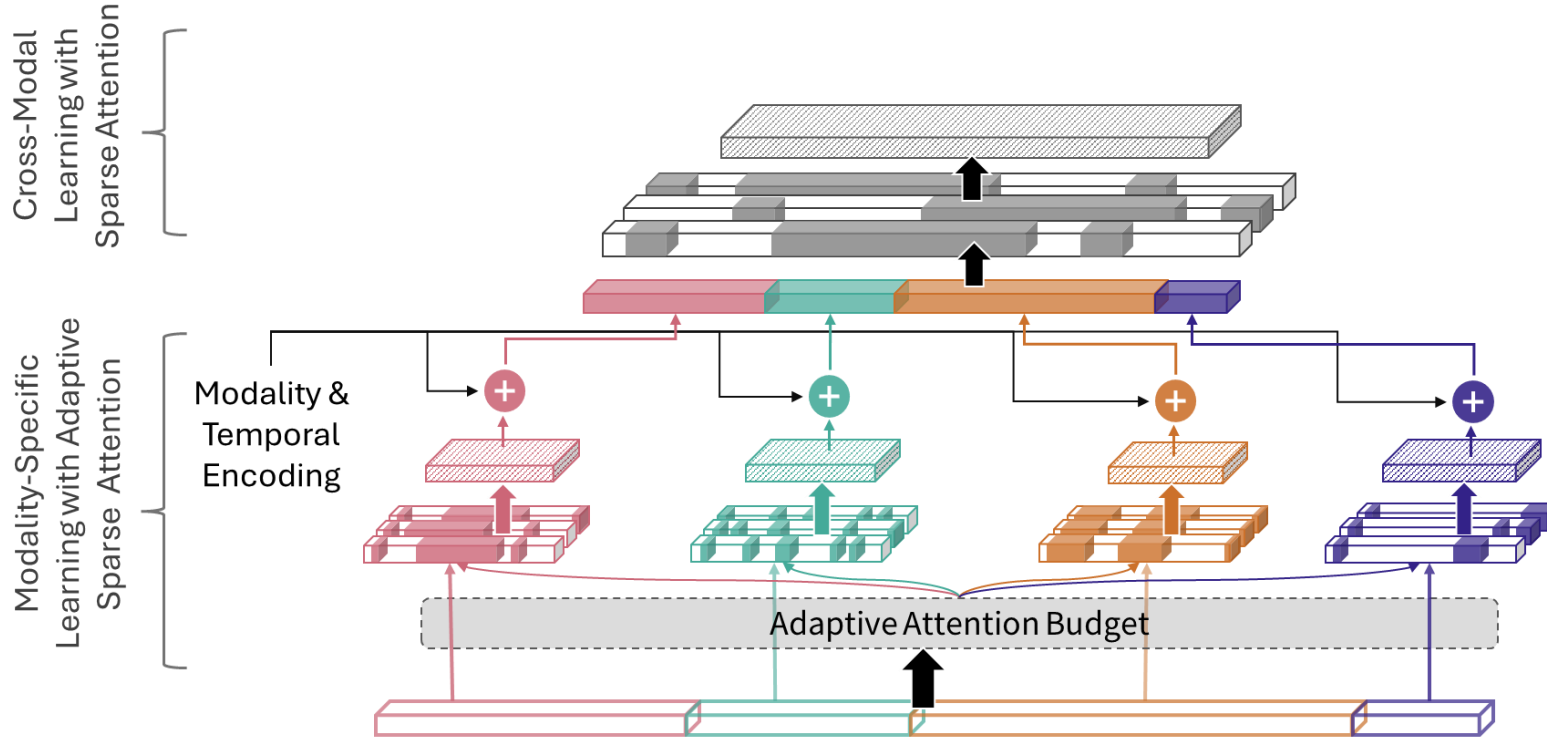 Cross-Modal
Learning with
Sparse Attention
Modality-Specific
Learning with Adaptive
Sparse Attention
Modality &
Temporal
Encoding
Adaptive Attention Budget